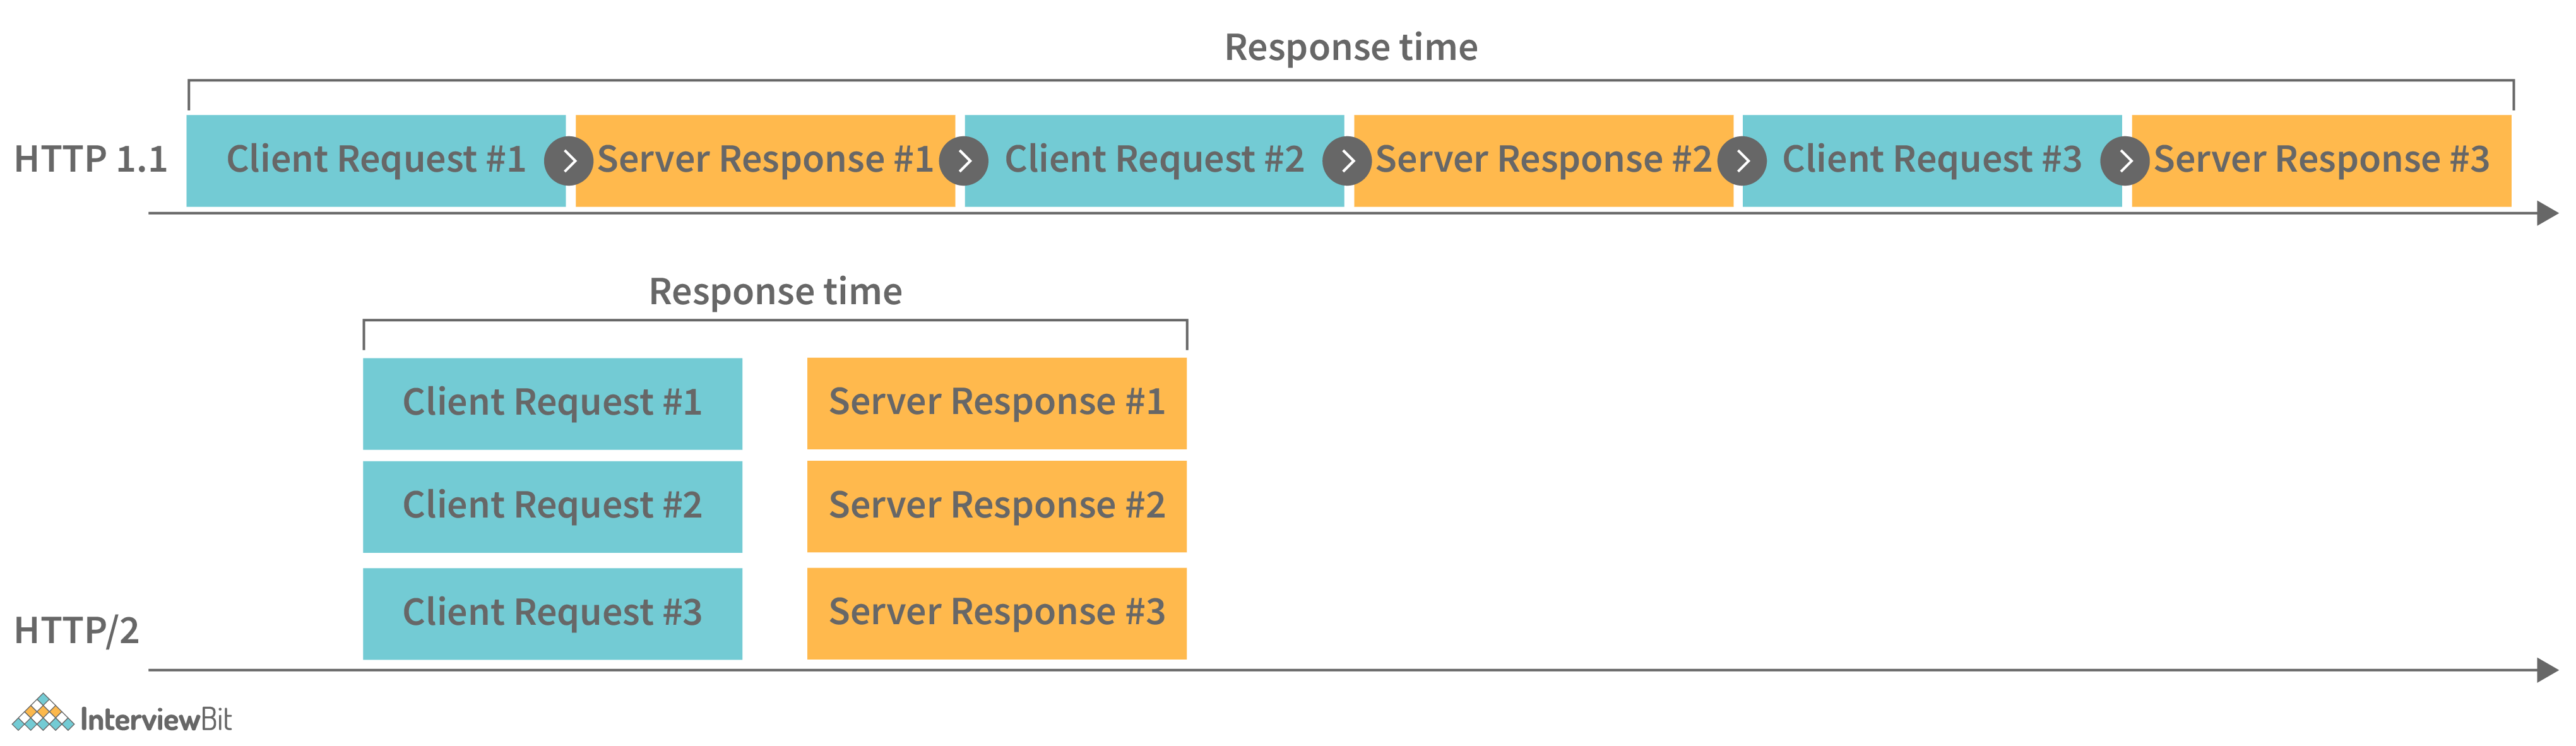 Response time
HTTP 1.1 Client Request #1 Server Response #1 Client Request #2 Server Response #2 Client Request #3 Server Response #3
Response time
Client Request #1 Server Response #1
Client Request #2 Server Response #2
Client Request #3 Server Response #3
HTTP/2
InterviewBit